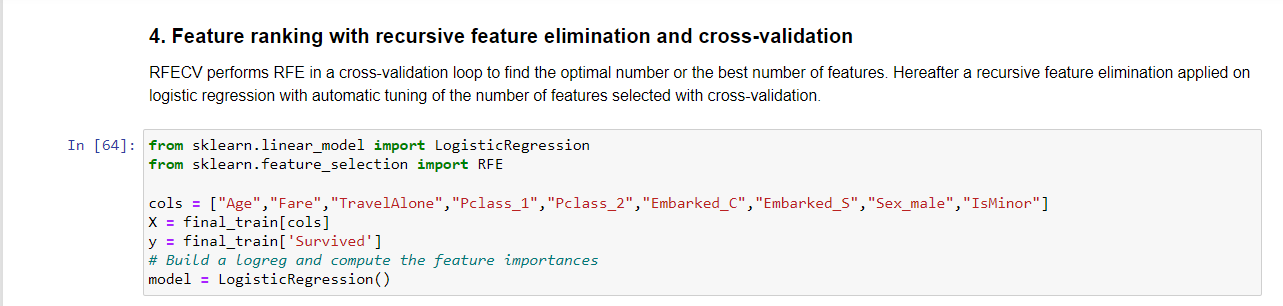 4. Feature ranking with recursive feature elimination and cross-validation
RFECV performs RFE in a cross-validation loop to find the optimal number or the best number of features. Hereafter a recursive feature elimination applied on
logistic regression with automatic tuning of the number of features selected with cross-validation.
In [64]: from sklearn.linear_model import LogisticRegression
from sklearn.feature_selection import RFE
cols = ["Age","Fare","TravelAlone","Pclass_1","Pclass_2","Embarked_C","Embarked_S","Sex_male","IsMinor"]
X = final_train[cols]
y = final_train['Survived']
# Build a logreg and compute the feature importances
model = LogisticRegression()